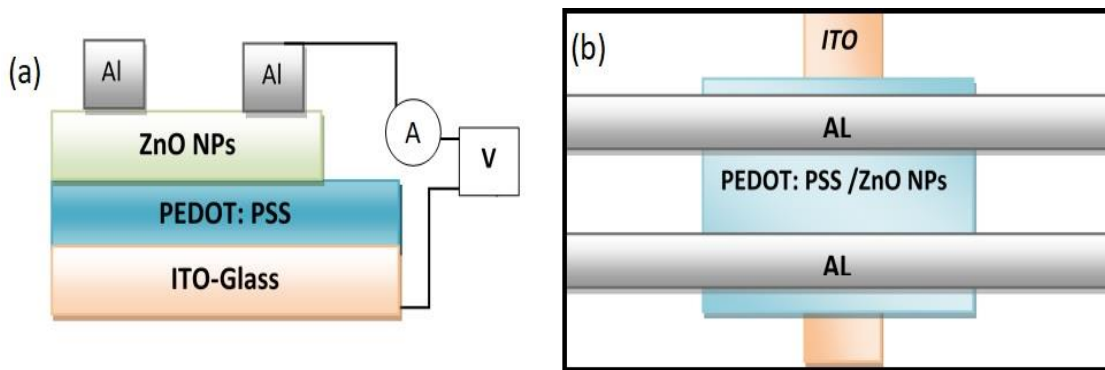 (a)
Al
Al
A
V
ZnO NPs
PEDOT: PSS
ITO-Glass
(b)
ITO
AL
PEDOT: PSS /ZnO NPs
AL